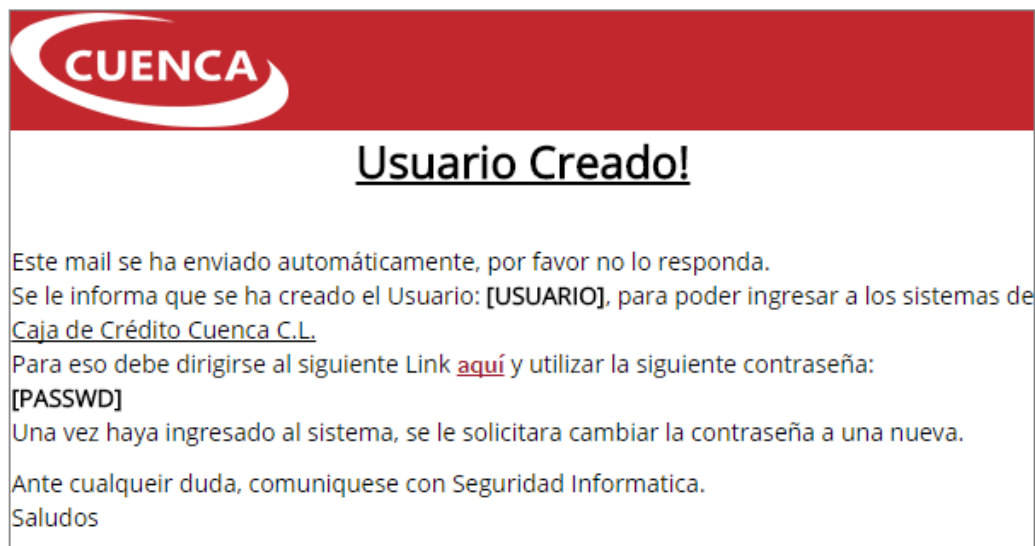 CUENCA
Usuario Creado!
Este mail se ha enviado automáticamente, por favor no lo responda.
Se le informa que se ha creado el Usuario: [USUARIO], para poder ingresar a los sistemas de
Caja de Crédito Cuenca C.L.
Para eso debe dirigirse al siguiente Link aquí y utilizar la siguiente contraseña:
[PASSWD]
Una vez haya ingresado al sistema, se le solicitara cambiar la contraseña a una nueva.
Ante cualqueir duda, comuniquese con Seguridad Informatica.
Saludos